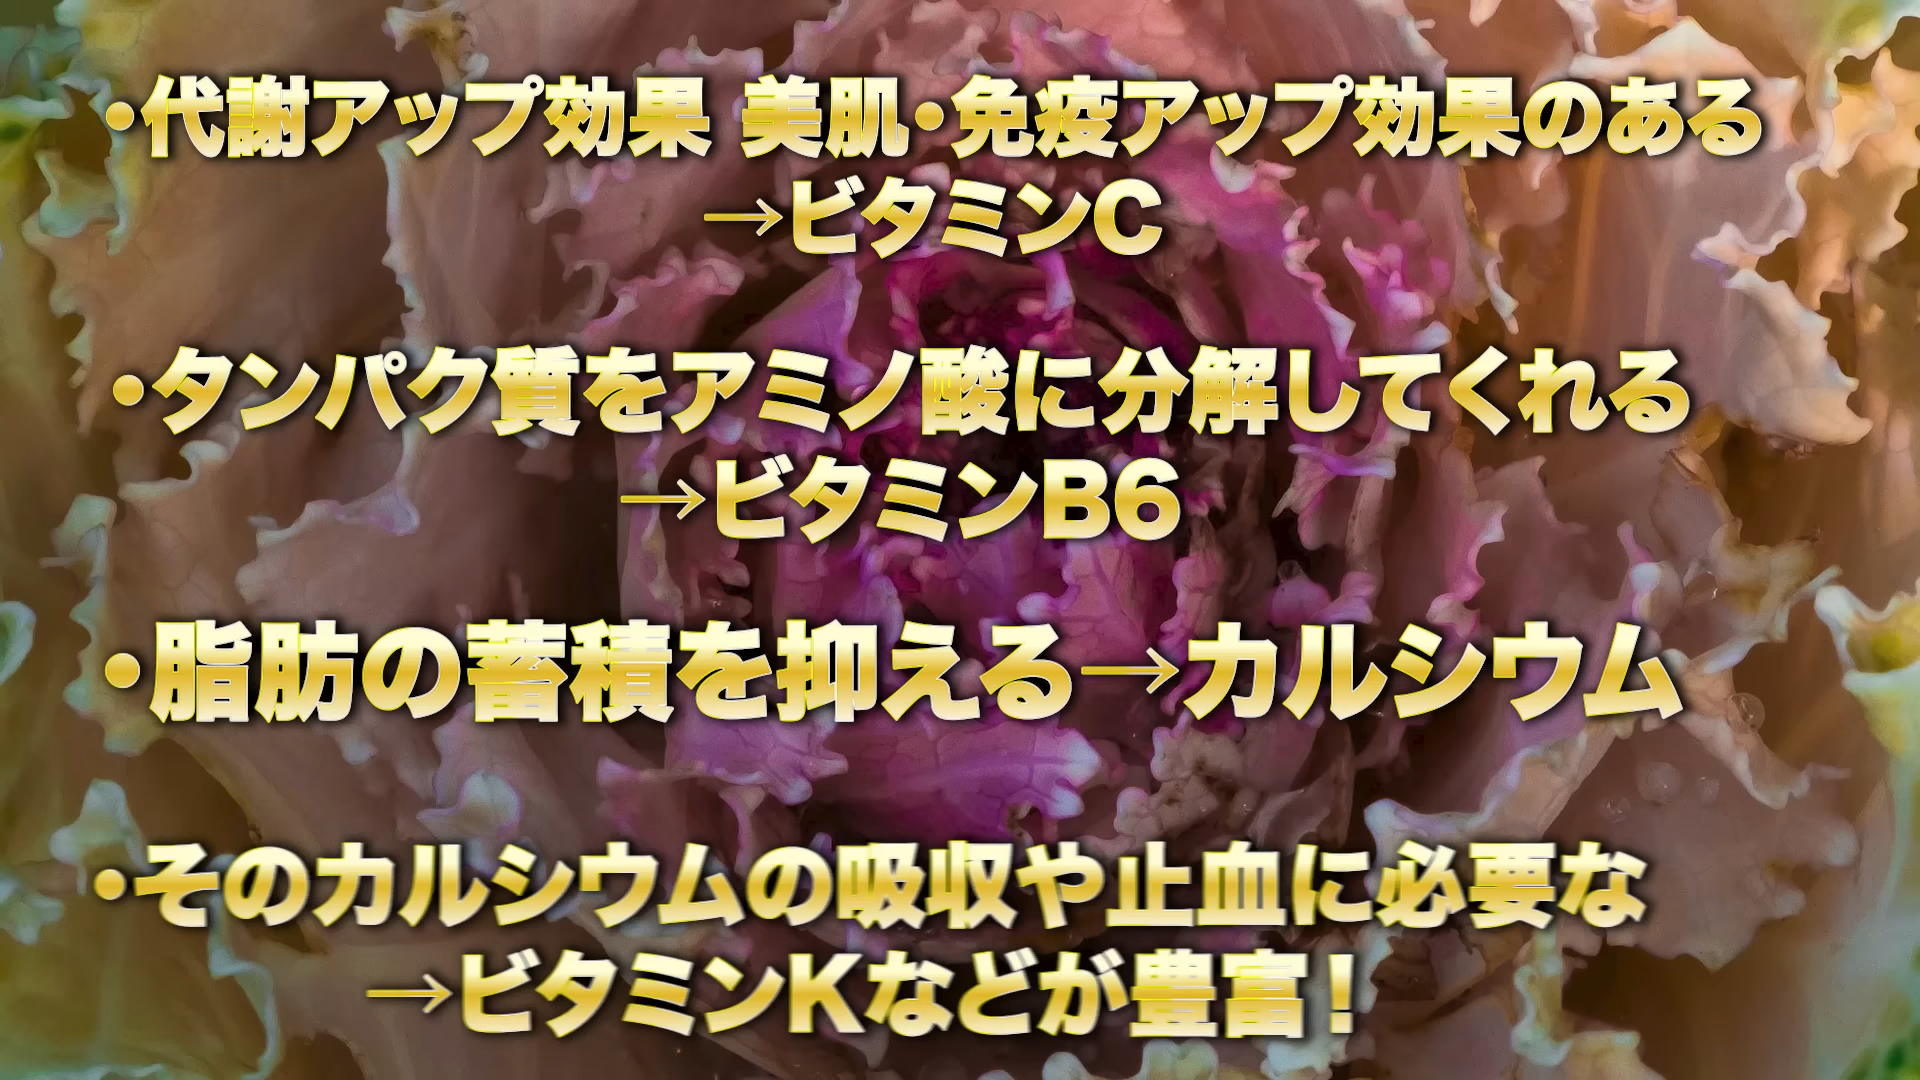 •代謝アップ効果 美肌•免疫アップ効果のある
→ビタミンC
•タンパク質をアミノ酸に分解してくれる
→ビタミンB6
•脂肪の蓄積を抑える→カルシウム
•そのカルシウムの吸収や止血に必要な
→ビタミンKなどが豊富！